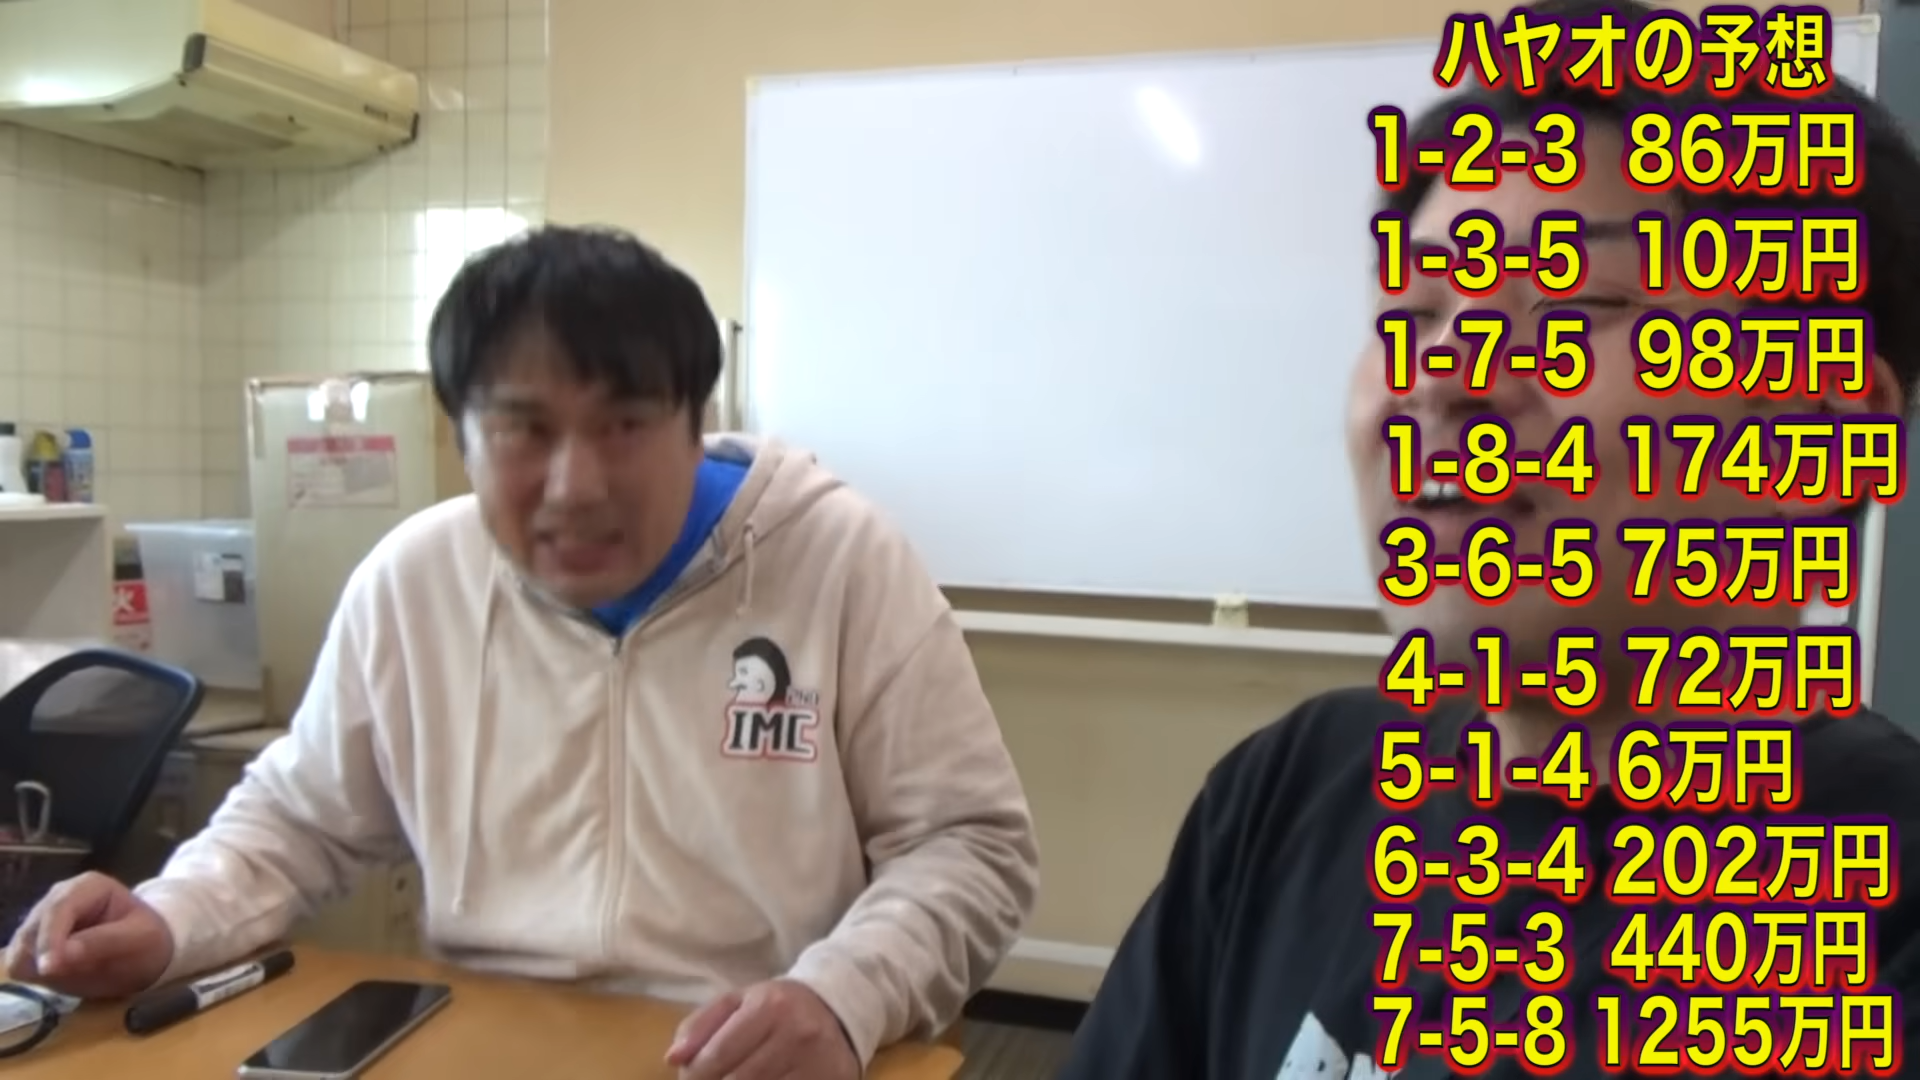 ハヤオの予想
1-2-3 86万円
1-3-5 10万円
1-7-5 98万円
1-8-4 174万円
3-6-5 75万円
4-1-5 72万円
5-1-4 6万円
6-3-4 202万円
7-5-3 440万円
7-5-8 1255万円
IMC
火